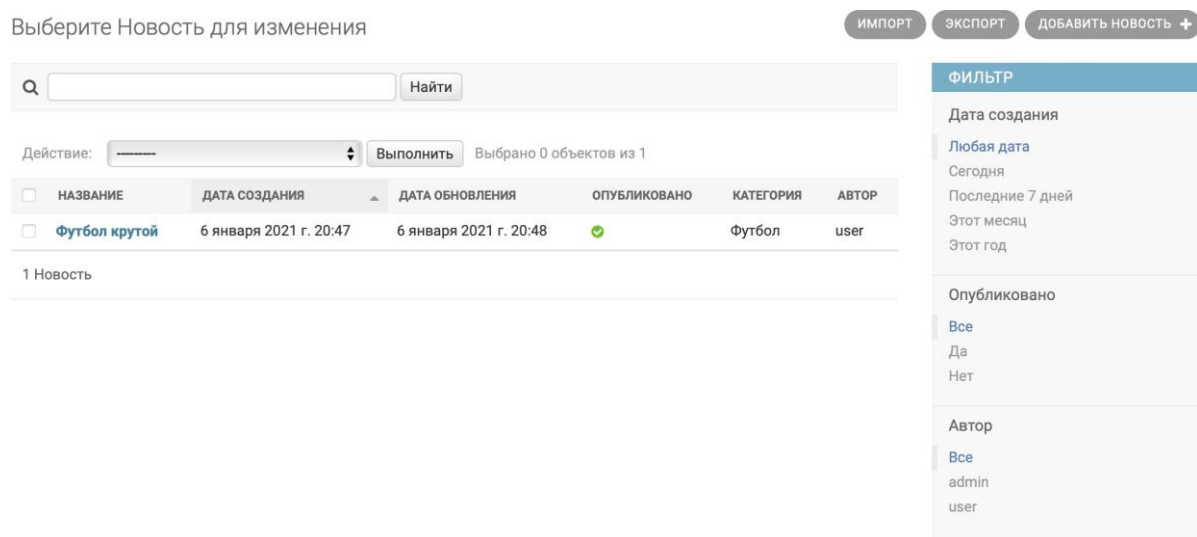 Выберите Новость для изменения
ИМПОРТ ЭКСПОРТ ДОБАВИТЬ НОВОСТЬ +
Найти
Действие: --------- Выполнить Выбрано 0 объектов из 1
НАЗВАНИЕ ДАТА СОЗДАНИЯ ДАТА ОБНОВЛЕНИЯ ОПУБЛИКОВАНО КАТЕГОРИЯ АВТОР
Футбол крутой 6 января 2021 г. 20:47 6 января 2021 г. 20:48 Футбол user
1 Новость
ФИЛЬТР
Дата создания
Любая дата
Сегодня
Последние 7 дней
Этот месяц
Этот год
Опубликовано
Все
Да
Нет
Автор
Все
admin
user